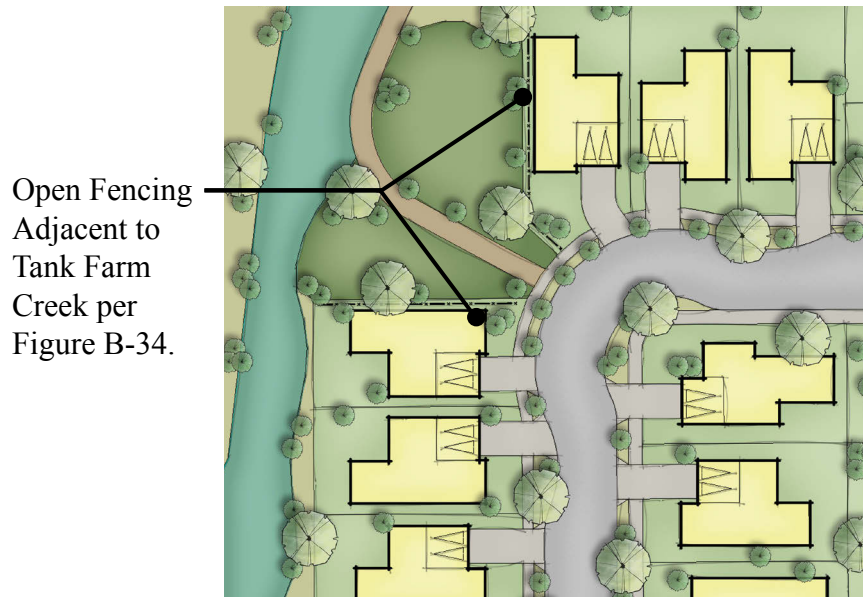 Open Fencing
Adjacent to
Tank Farm
Creek per
Figure B-34.